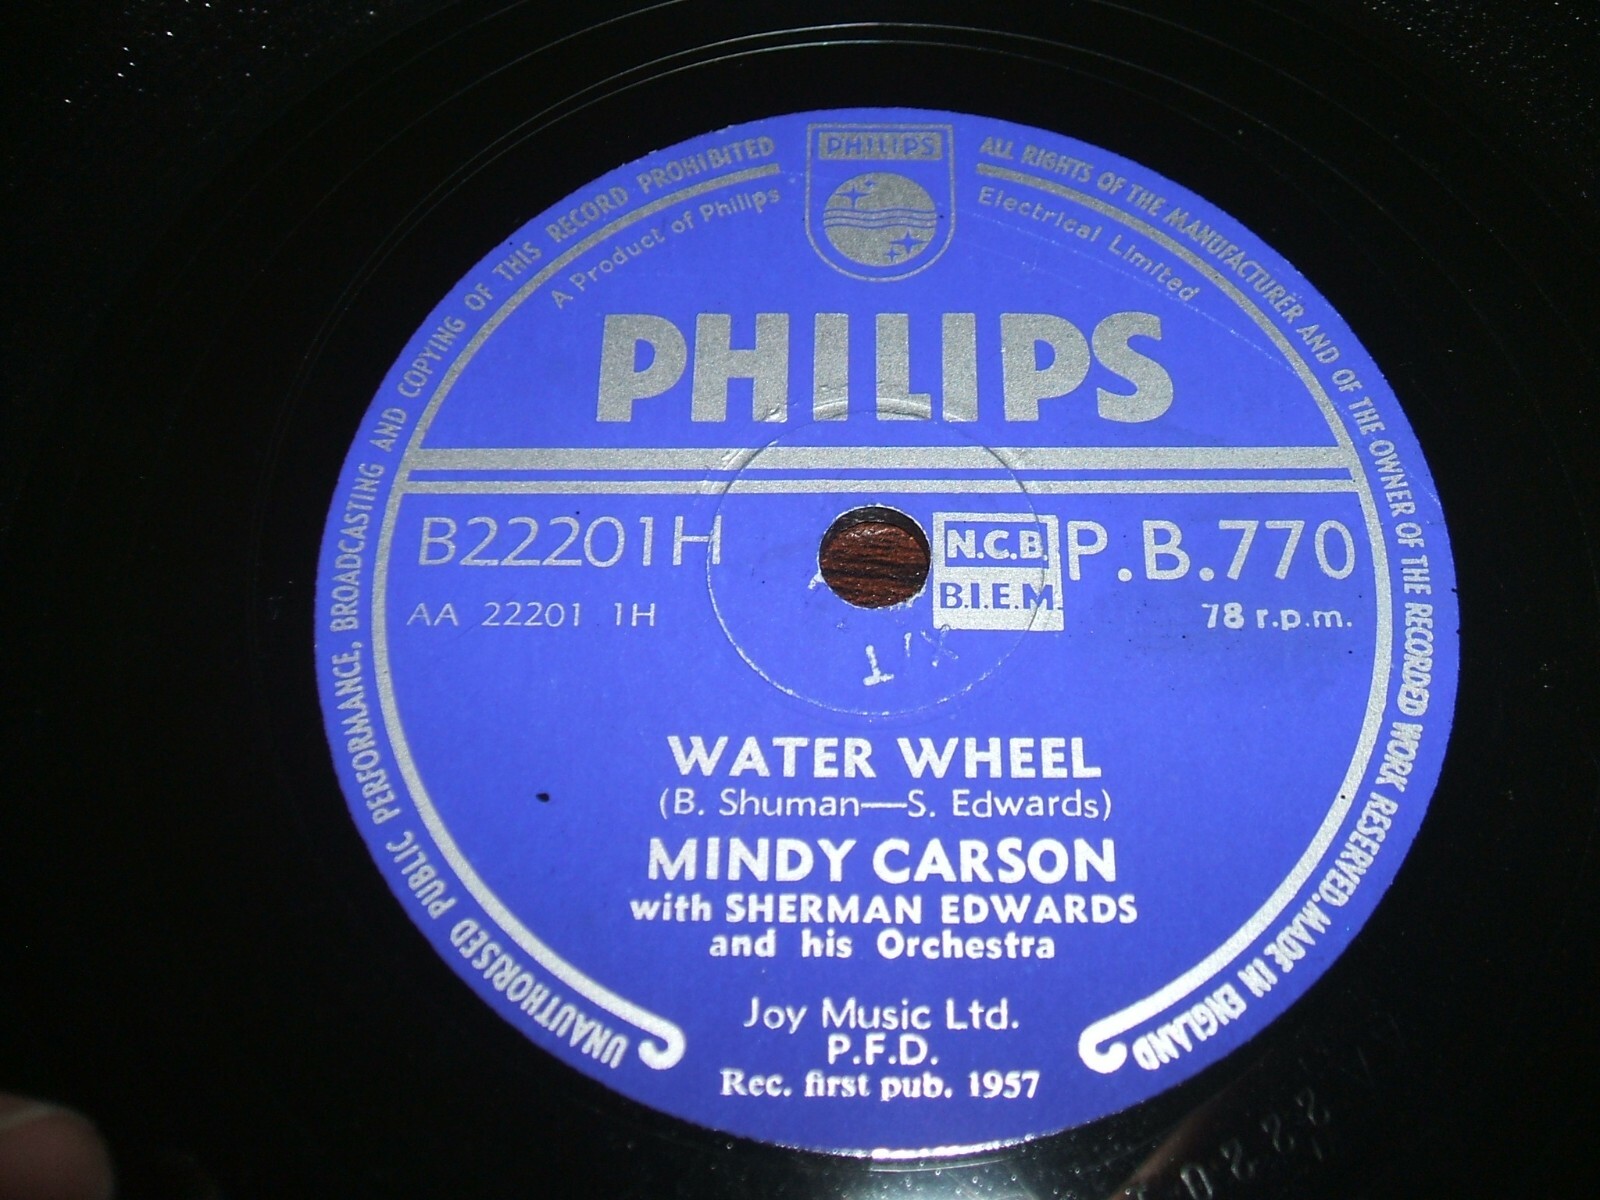 UNAUTHORISED PUBLIC PERFORMANCE, BROADCASTING AND COPYING OF THIS RECORD PROHIBITED
PHILIPS
ALL RIGHTS OF THE MANUFACTURER AND OF THE OWNER OF THE RECORDED WORK RESERVED. MADE IN ENGLAND
A Product of Philips
Electrical Limited
PHILIPS
B22201H
N.C.B.
B.I.E.M.
P.B.770
AA 22201 1H
78 r.p.m.
WATER WHEEL
(B. Shuman—S. Edwards)
MINDY CARSON
with SHERMAN EDWARDS
and his Orchestra
Joy Music Ltd.
P.F.D.
Rec. first pub. 1957